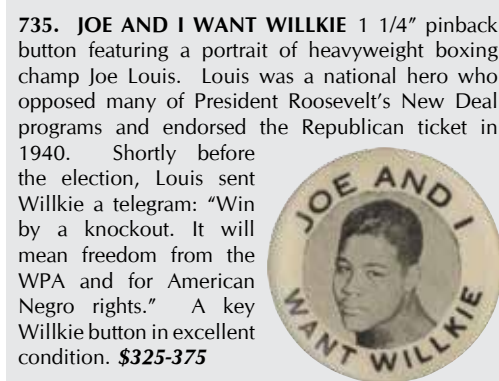 735. JOE AND I WANT WILLKIE 1 1/4" pinback
button featuring a portrait of heavyweight boxing
champ Joe Louis. Louis was a national hero who
opposed many of President Roosevelt's New Deal
programs and endorsed the Republican ticket in
1940. Shortly before
the election, Louis sent
Willkie a telegram: "Win
by a knockout. It will
mean freedom from the
WPA and for American
Negro rights." A key
Willkie button in excellent
condition. $325-375
JOE AND I
WANT WILLKIE